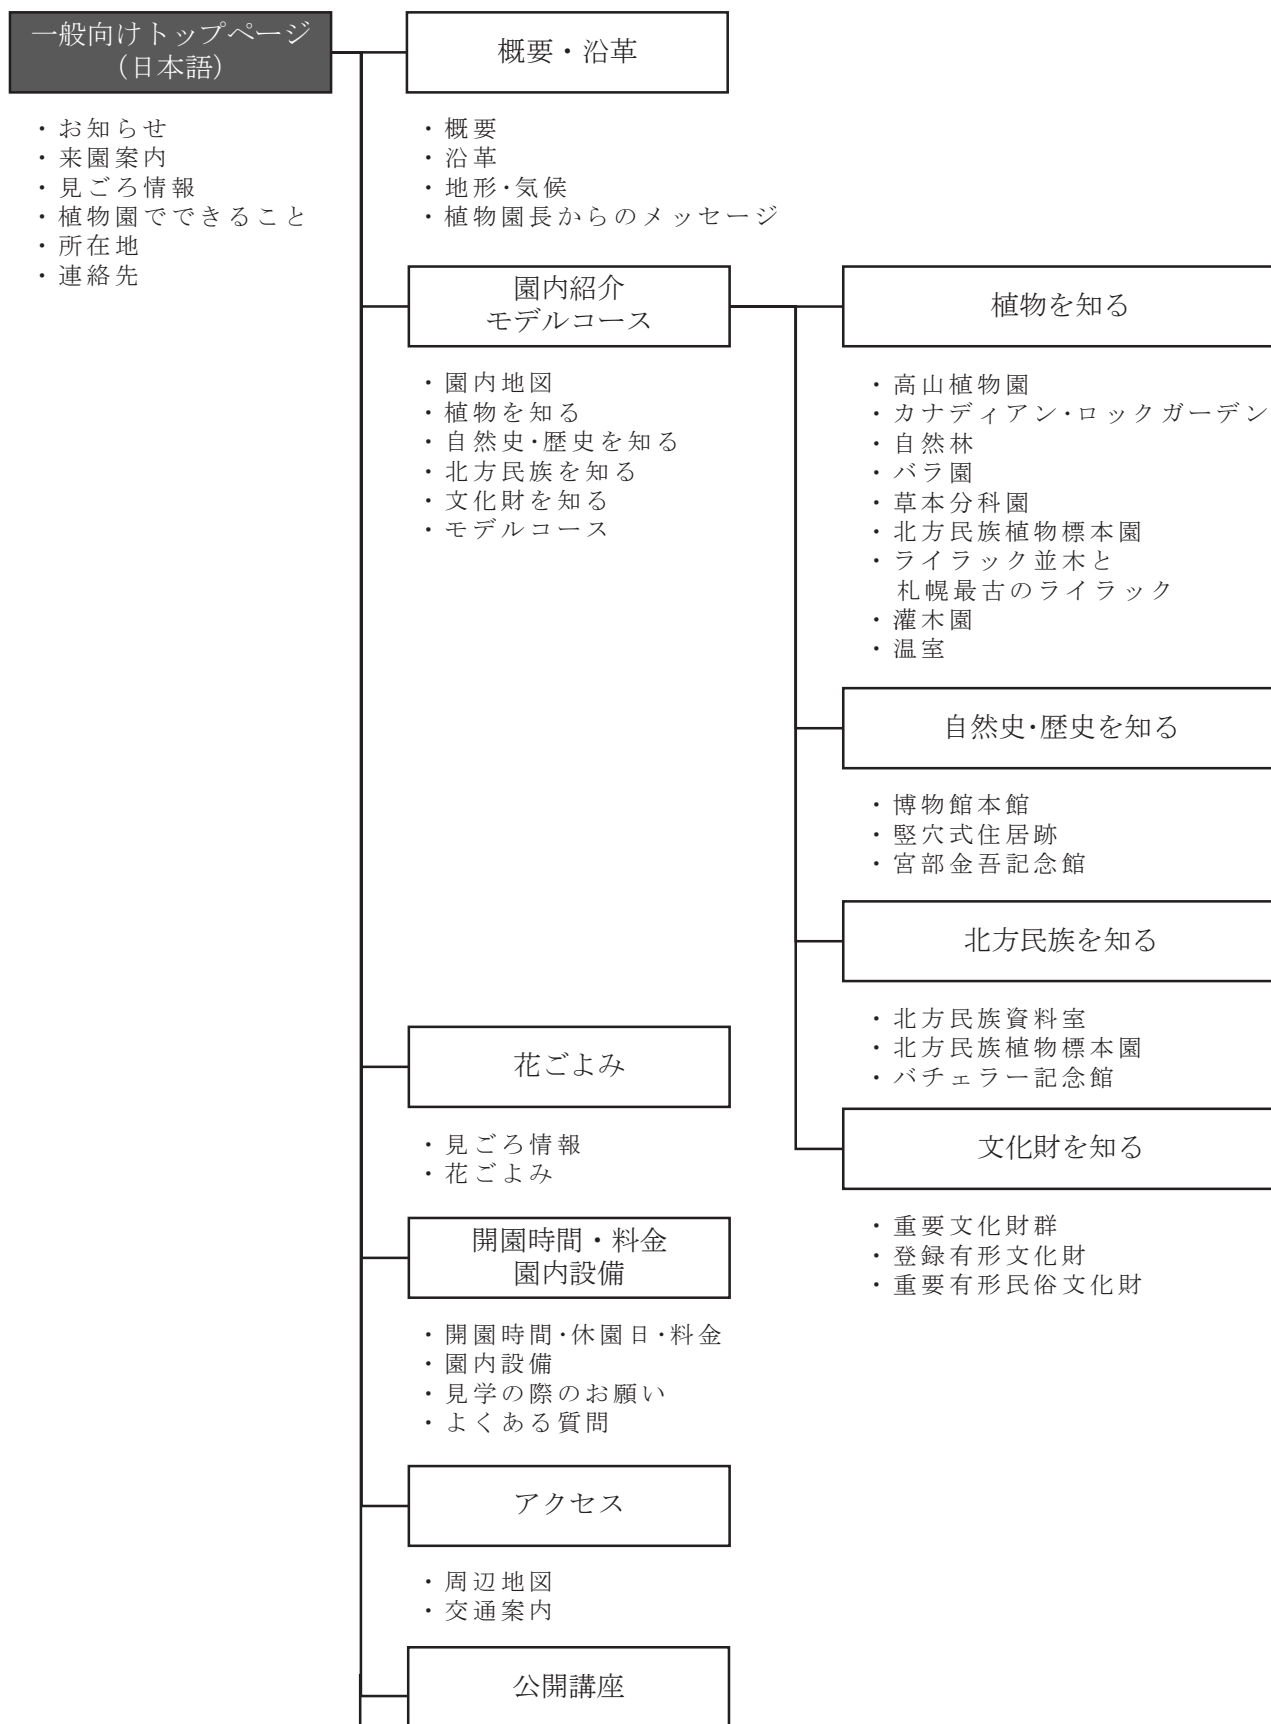 一般向けトップページ
（日本語）
・お知らせ
・来園案内
・見ごろ情報
・植物園でできること
・所在地
・連絡先
概要・沿革
・概要
・沿革
・地形・気候
・植物園長からのメッセージ
園内紹介
モデルコース
・園内地図
・植物を知る
・自然史・歴史を知る
・北方民族を知る
・文化財を知る
・モデルコース
植物を知る
・高山植物園
・カナディアン・ロックガーデン
・自然林
・バラ園
・草本分科園
・北方民族植物標本園
・ライラック並木と
札幌最古のライラック
・灌木園
・温室
自然史・歴史を知る
・博物館本館
・竪穴式住居跡
・宮部金吾記念館
北方民族を知る
・北方民族資料室
・北方民族植物標本園
・バチェラー記念館
文化財を知る
・重要文化財群
・登録有形文化財
・重要有形民俗文化財
花ごよみ
・見ごろ情報
・花ごよみ
開園時間・料金
園内設備
・開園時間・休園日・料金
・園内設備
・見学の際のお願い
・よくある質問
アクセス
・周辺地図
・交通案内
公開講座